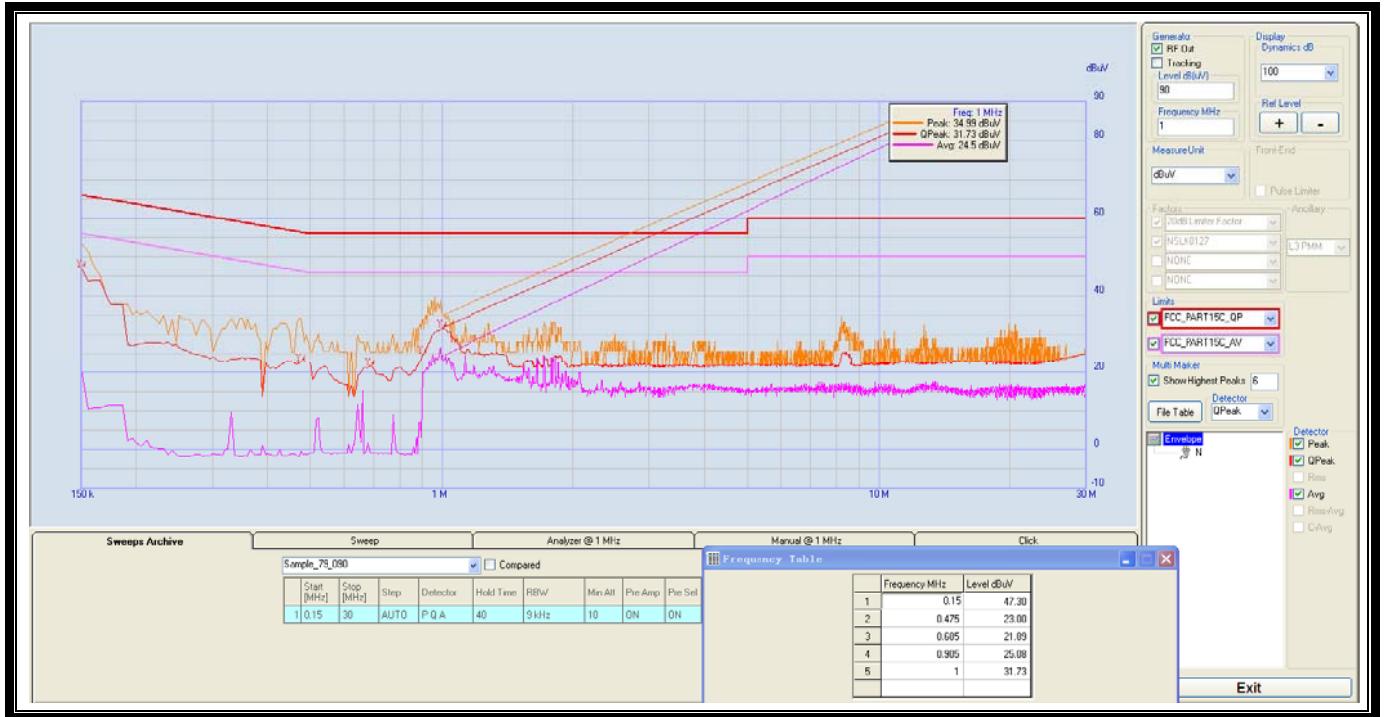 dBuV
90
80
60
40
20
0
-10
150 k
1 M
10 M
30 M
Freq: 1 MHz
Peak: 34.99 dBuV
QPeak: 31.73 dBuV
Avg: 24.5 dBuV
Generato
RF Out
Tracking
Level dB(uV)
90
Frequency MHz
1
Display
Dynamics dB
100
Ref Level
+ -
MeasureUnit
dBuV
Front-End
Pulse Limiter
Factors
20dB Limiter Factor
NSLK8127
NONE
NONE
Ancillary
L3 PMM
Limits
FCC_PART15C_QP
FCC_PART15C_AV
Multi Marker
Show Highest Peaks 6
File Table
Detector
QPeak
Envelope
N
Detector
Peak
QPeak
Rms
Avg
Rms-Avg
C-Avg
Exit
Sweeps Archive Sweep Analyzer @ 1 MHz Manual @ 1 MHz Click
Compared
Start [MHz] Stop [MHz] Step Detector Hold Time RBW Min Att Pre Amp Pre Sel
1 0.15 30 AUTO P Q A 40 9 kHz 10 ON ON
Frequency Table
Frequency MHz Level dBuV
1 0.15 47.30
2 0.475 23.00
3 0.685 21.89
4 0.905 25.08
5 1 31.73